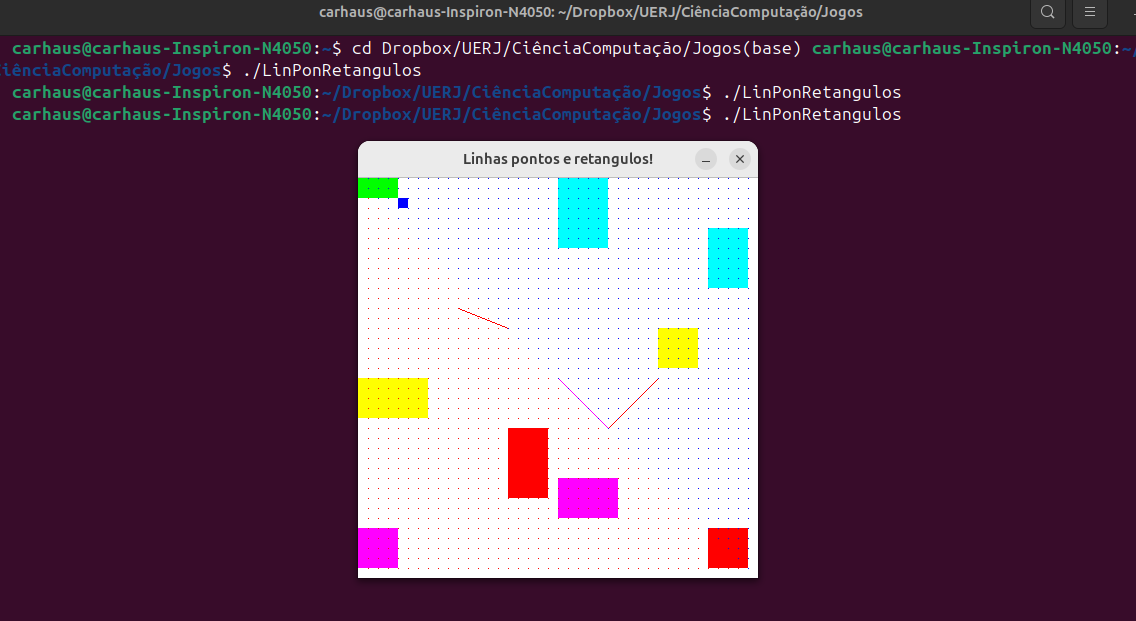 carhaus@carhaus-Inspiron-N4050: ~/Dropbox/UERJ/CiênciaComputação/Jogos
carhaus@carhaus-Inspiron-N4050:~$ cd Dropbox/UERJ/CiênciaComputação/Jogos(base) carhaus@carhaus-Inspiron-N4050:~/
iênciaComputação/Jogos$ ./LinPonRetangulos
carhaus@carhaus-Inspiron-N4050:~/Dropbox/UERJ/CiênciaComputação/Jogos$ ./LinPonRetangulos
carhaus@carhaus-Inspiron-N4050:~/Dropbox/UERJ/CiênciaComputação/Jogos$ ./LinPonRetangulos
Linhas pontos e retangulos!